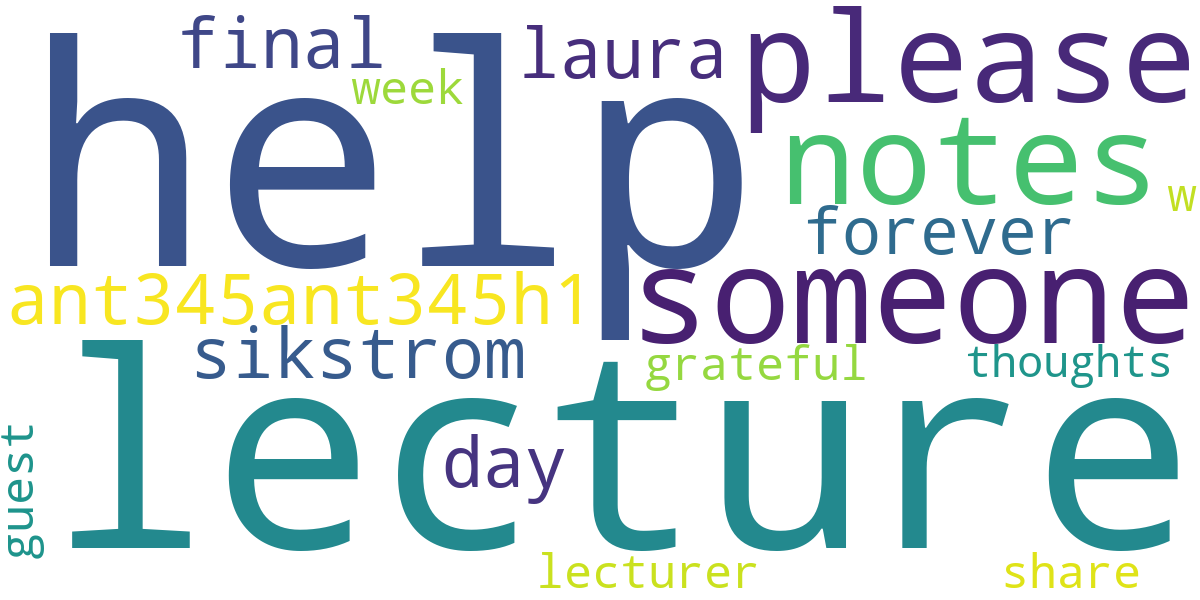 final
laura
please
week
help
notes
w
forever
someone
ant345ant345h1
sikstrom
grateful
thoughts
lecture
day
guest
lecturer
share